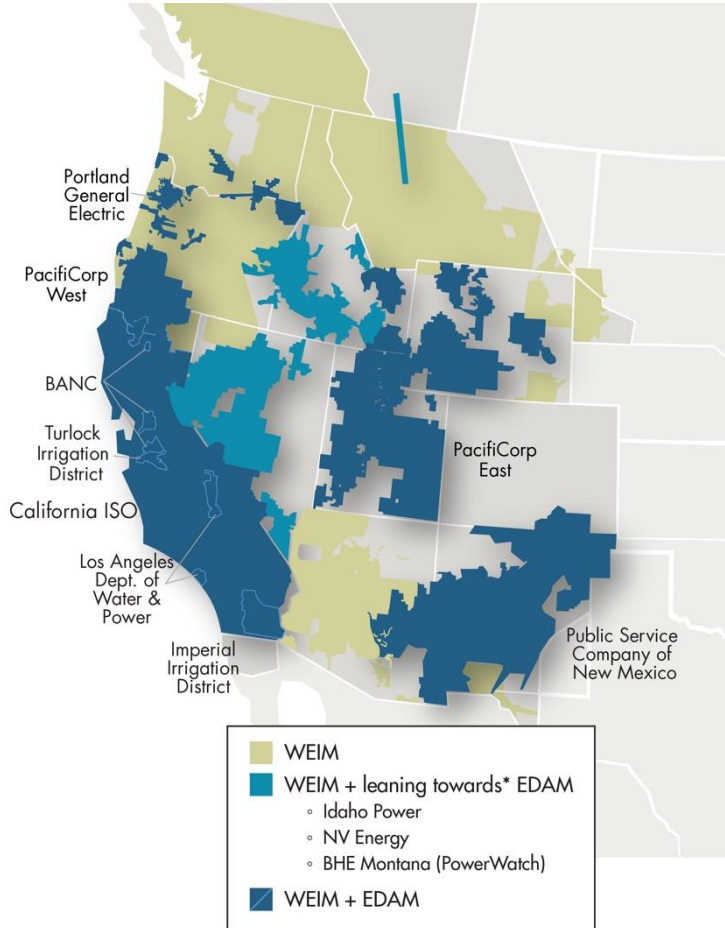 Portland
General
Electric
PacifiCorp
West
BANC
Turlock
Irrigation
District
California ISO
Los Angeles
Dept. of
Water &
Power
Imperial
Irrigation
District
PacifiCorp
East
Public Service
Company of
New Mexico
WEIM
WEIM + leaning towards* EDAM
◦ Idaho Power
◦ NV Energy
◦ BHE Montana (PowerWatch)
WEIM + EDAM